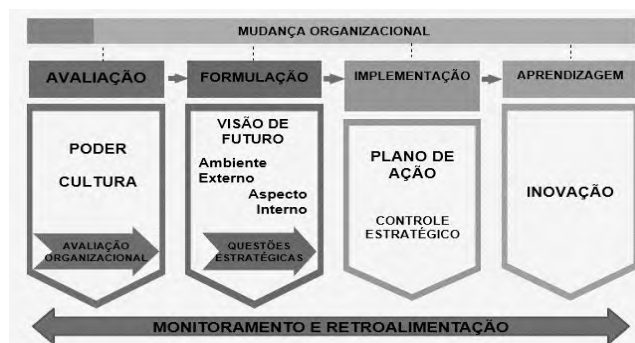 MUDANÇA ORGANIZACIONAL
AVALIAÇÃO
FORMULAÇÃO
IMPLEMENTAÇÃO
APRENDIZAGEM
PODER
CULTURA
AVALIAÇÃO
ORGANIZACIONAL
VISÃO DE
FUTURO
Ambiente
Externo
Aspecto
Interno
QUESTÕES
ESTRATÉGICAS
PLANO DE
AÇÃO
CONTROLE
ESTRATÉGICO
INOVAÇÃO
MONITORAMENTO E RETROALIMENTAÇÃO